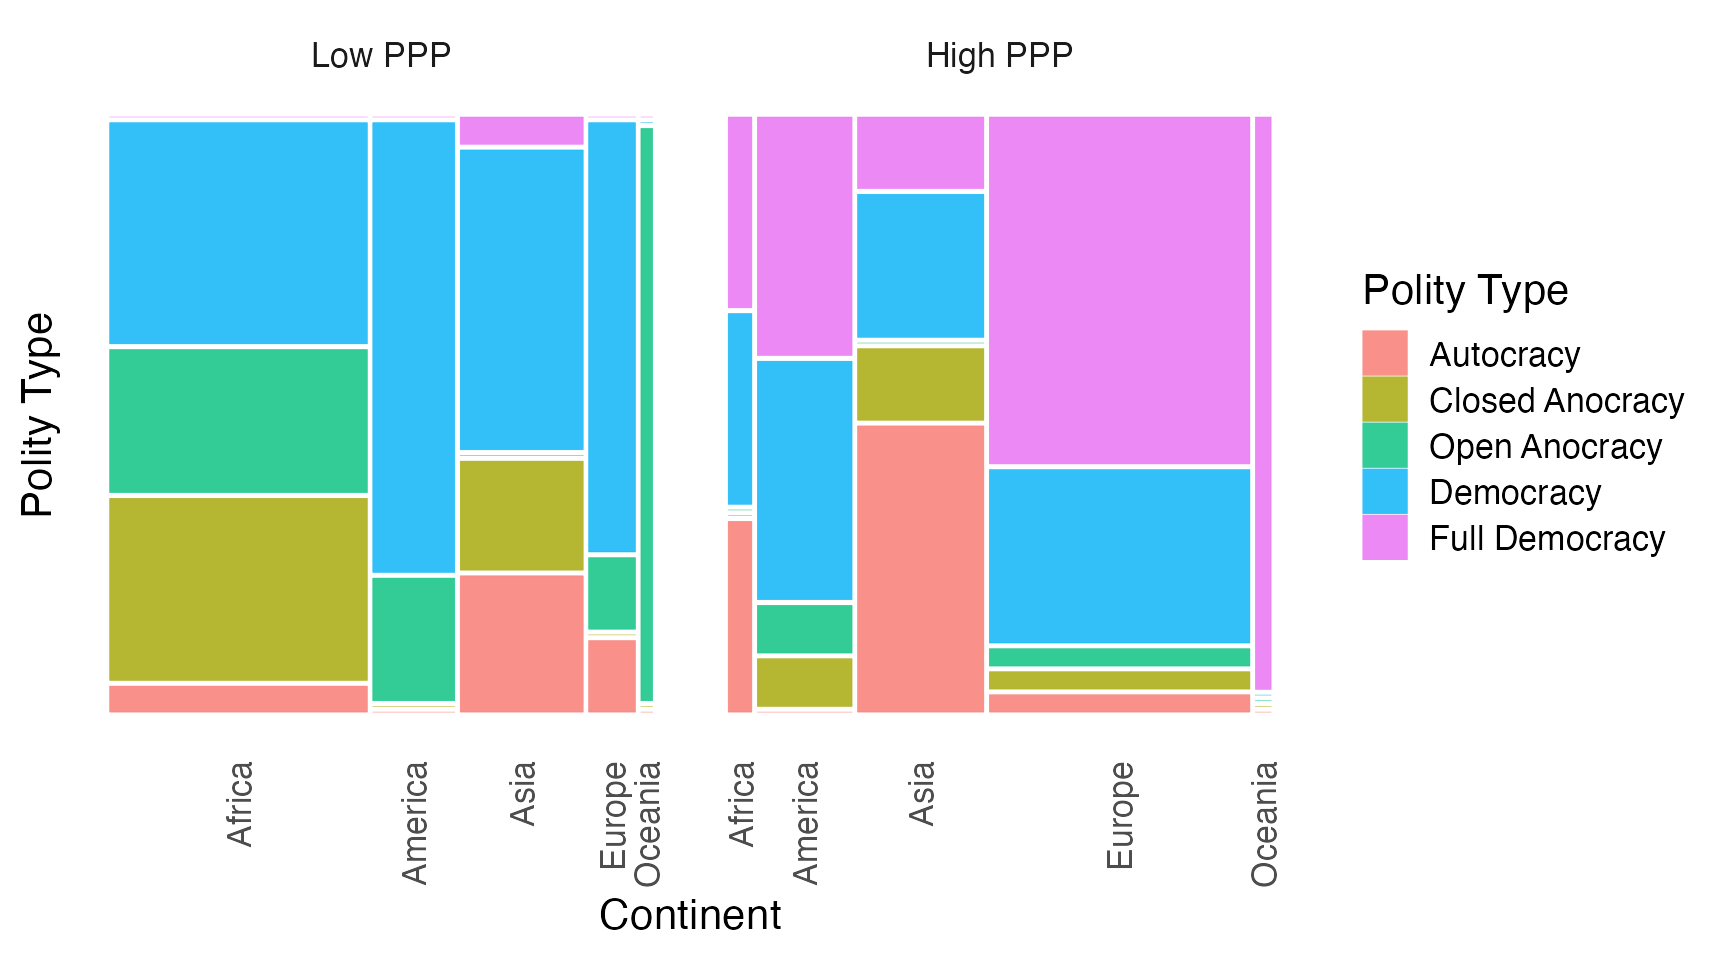 Low PPP
High PPP
Polity Type
Africa
America
Asia
Europe
Oceania
Africa
America
Asia
Europe
Oceania
Continent
Polity Type
Autocracy
Closed Anocracy
Open Anocracy
Democracy
Full Democracy